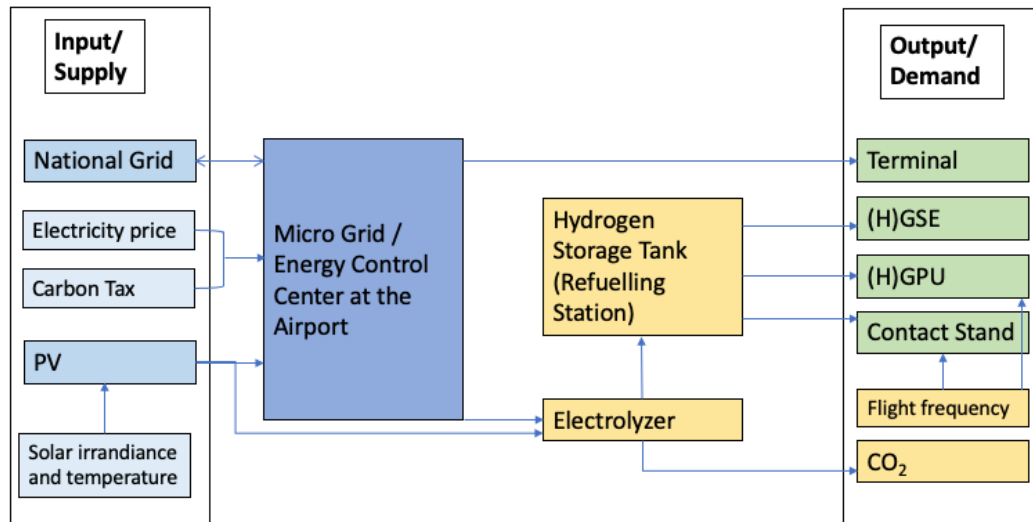 Input/
Supply
National Grid
Electricity price
Carbon Tax
PV
Solar irrandiance
and temperature
Micro Grid /
Energy Control
Center at the
Airport
Hydrogen
Storage Tank
(Refuelling
Station)
Electrolyzer
Output/
Demand
Terminal
(H)GSE
(H)GPU
Contact Stand
Flight frequency
CO₂